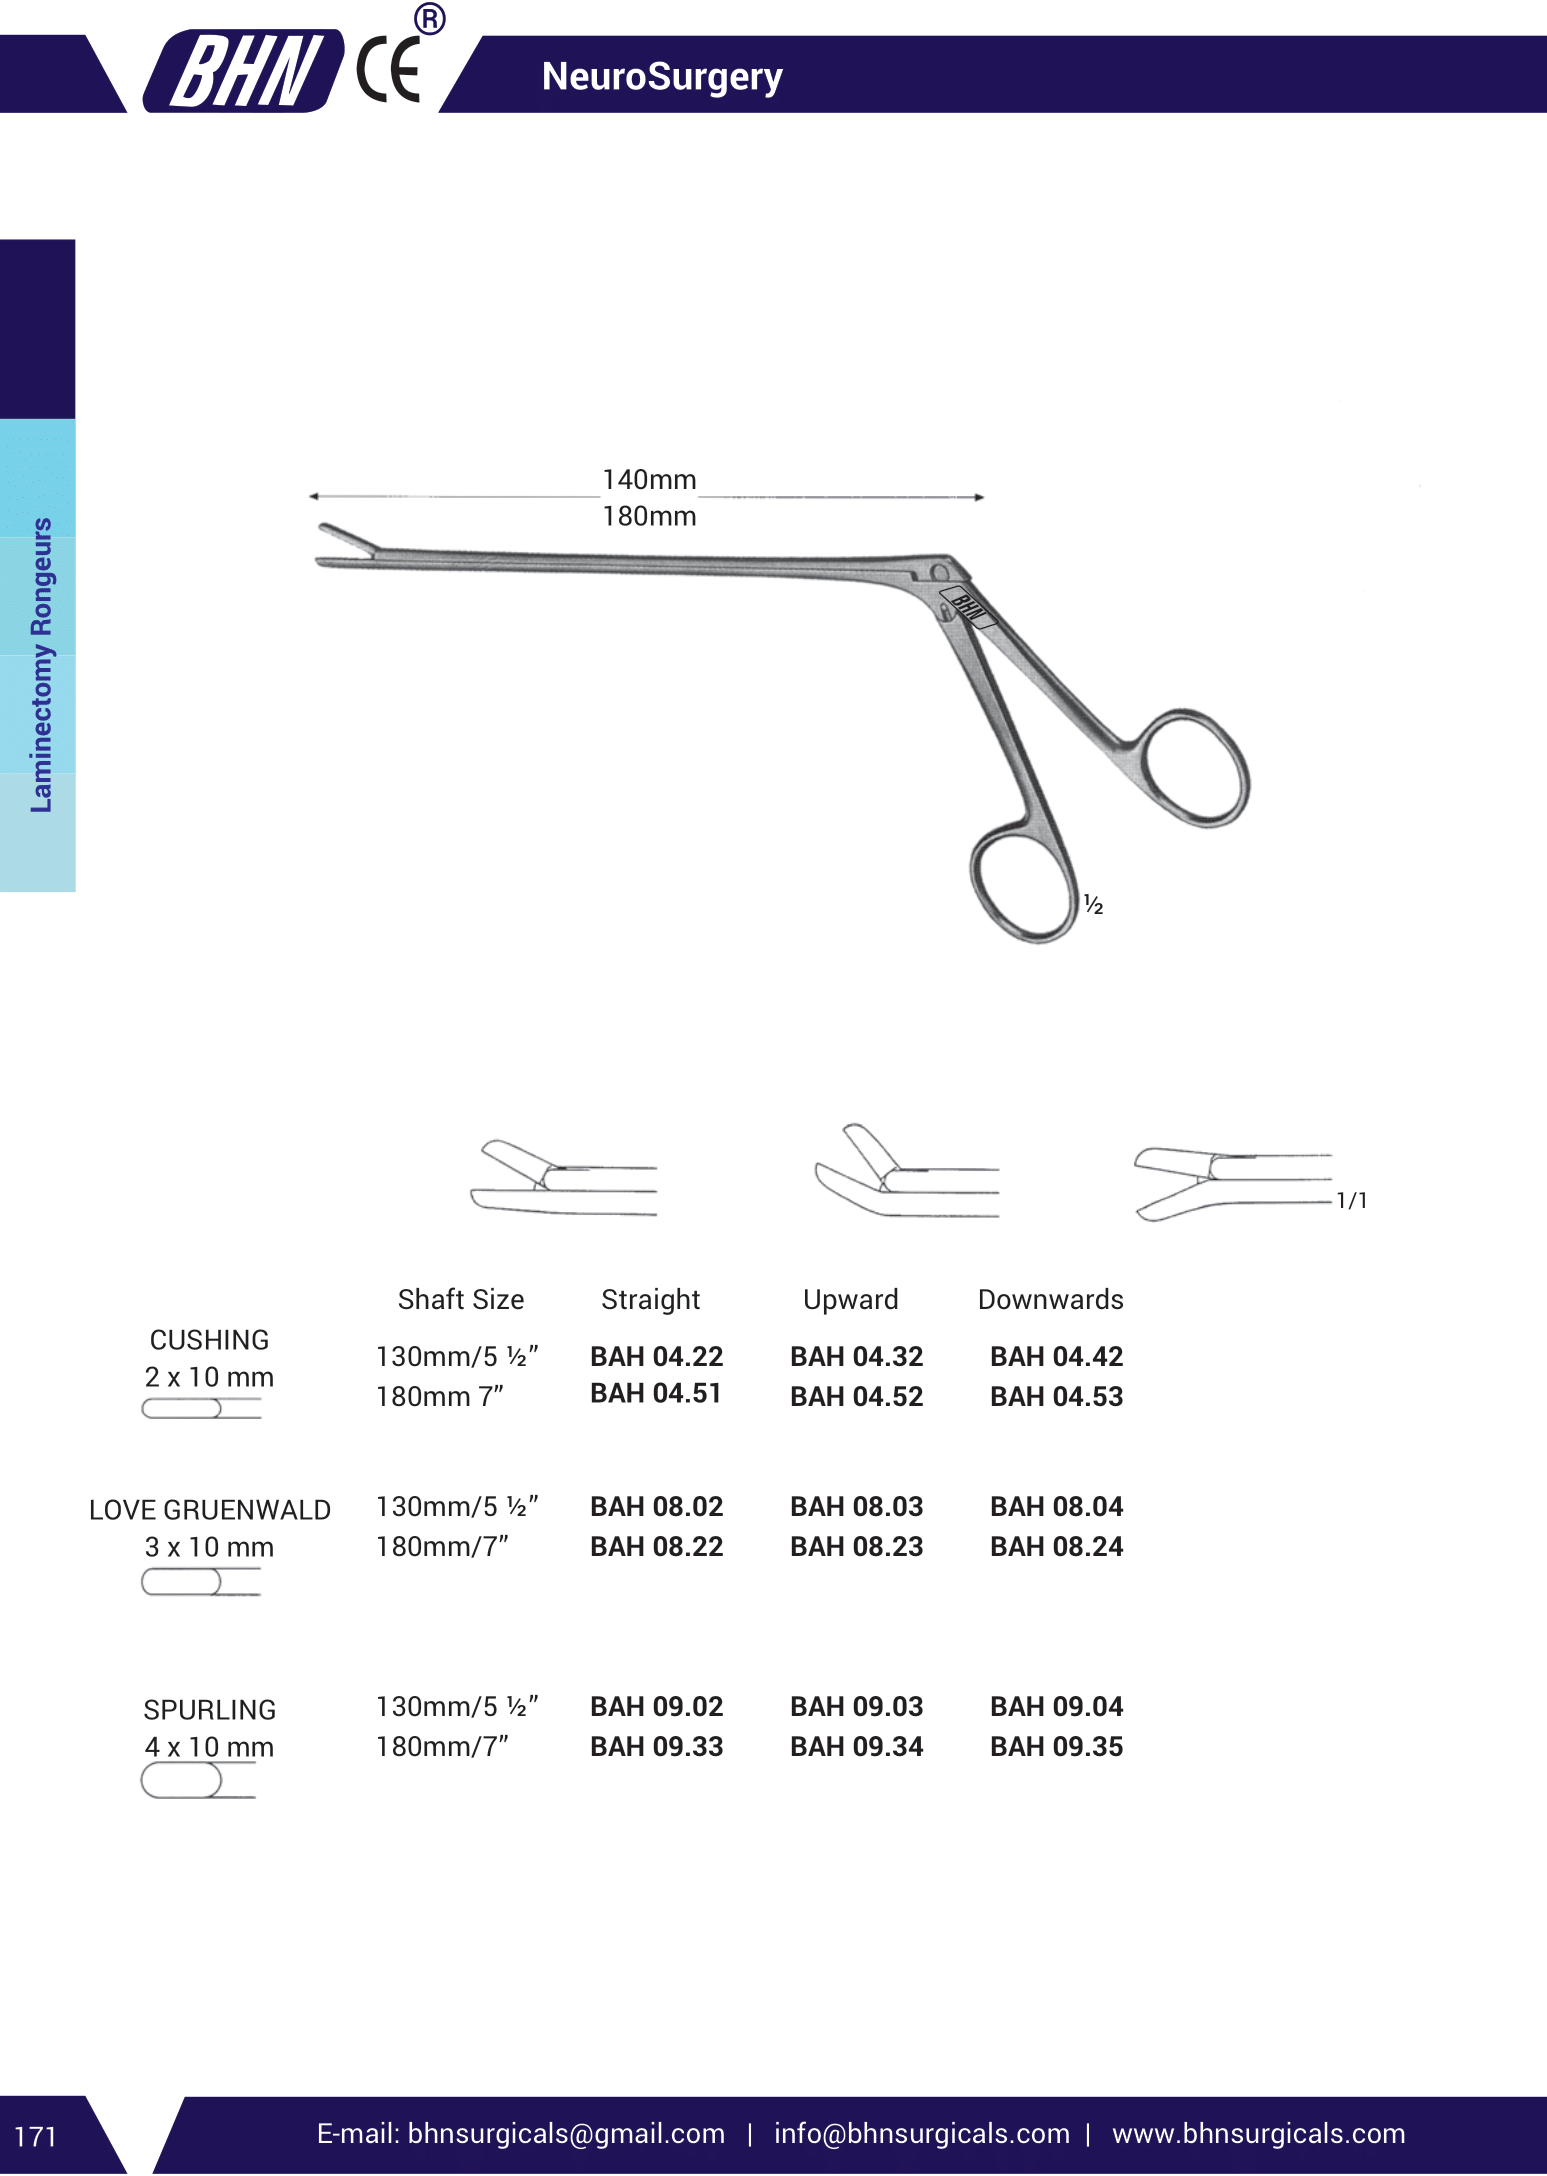 BHN CE ®
NeuroSurgery
Laminectomy Rongeurs
140mm
180mm
BHN
½
1/1
Shaft Size Straight Upward Downwards
CUSHING
2 x 10 mm
130mm/5 ½” BAH 04.22 BAH 04.32 BAH 04.42
180mm 7” BAH 04.51 BAH 04.52 BAH 04.53
LOVE GRUENWALD
3 x 10 mm
130mm/5 ½” BAH 08.02 BAH 08.03 BAH 08.04
180mm/7” BAH 08.22 BAH 08.23 BAH 08.24
SPURLING
4 x 10 mm
130mm/5 ½” BAH 09.02 BAH 09.03 BAH 09.04
180mm/7” BAH 09.33 BAH 09.34 BAH 09.35
171
E-mail: bhnsurgicals@gmail.com | info@bhnsurgicals.com | www.bhnsurgicals.com